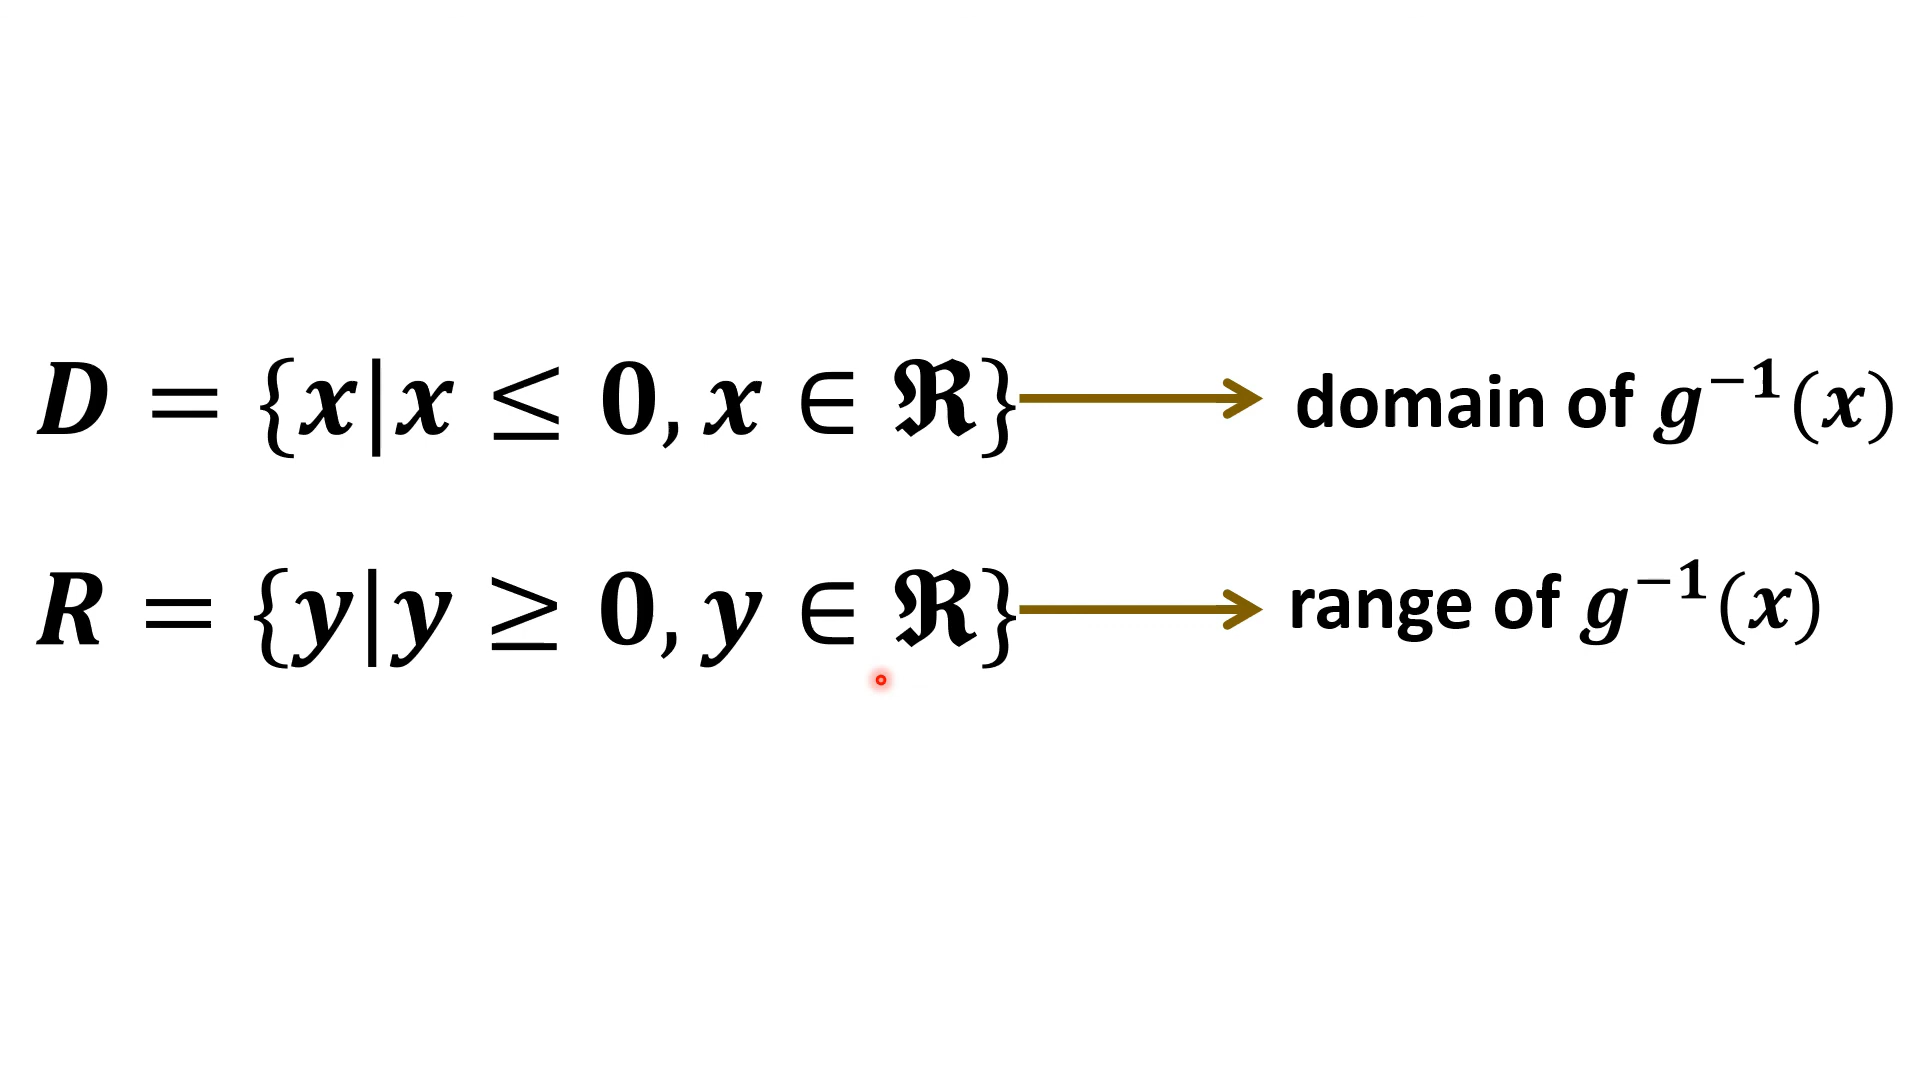 D = {x|x ≤ 0, x ∈ ℜ} → domain of g⁻¹(x)
R = {y|y ≥ 0, y ∈ ℜ} → range of g⁻¹(x)